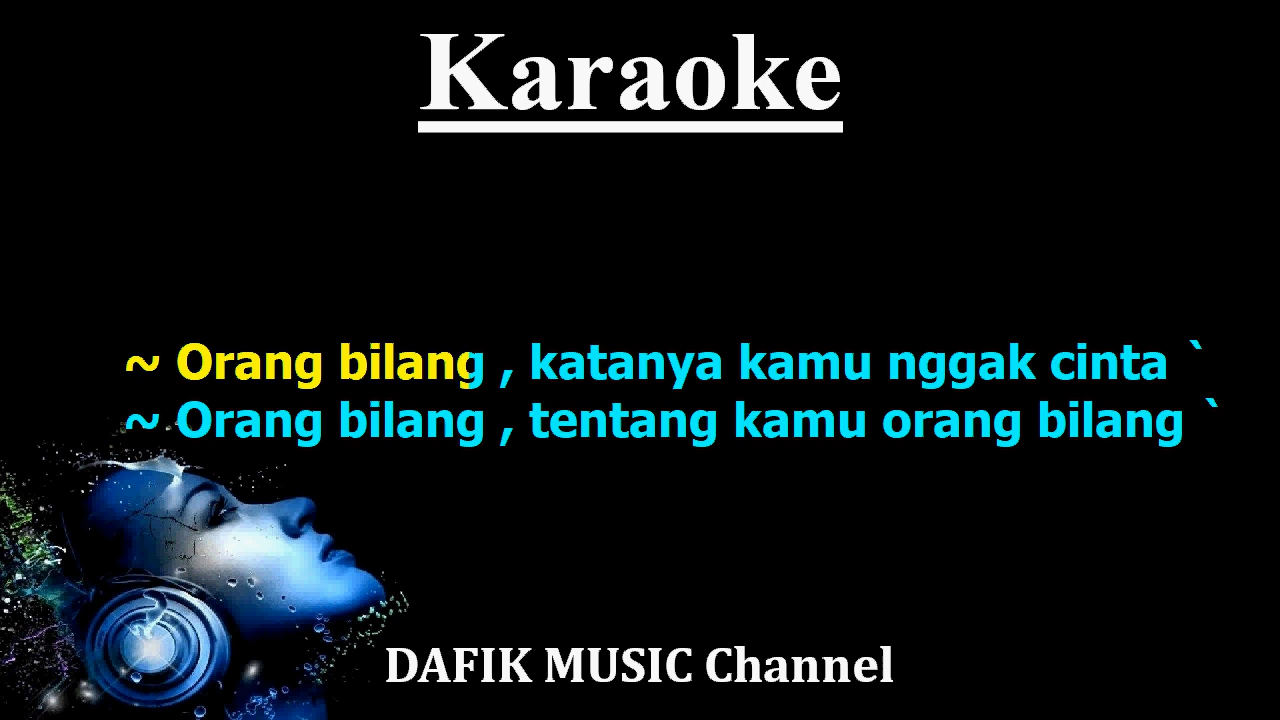 Karaoke
~ Orang bilang , katanya kamu nggak cinta `
~ Orang bilang , tentang kamu orang bilang `
DAFIK MUSIC Channel